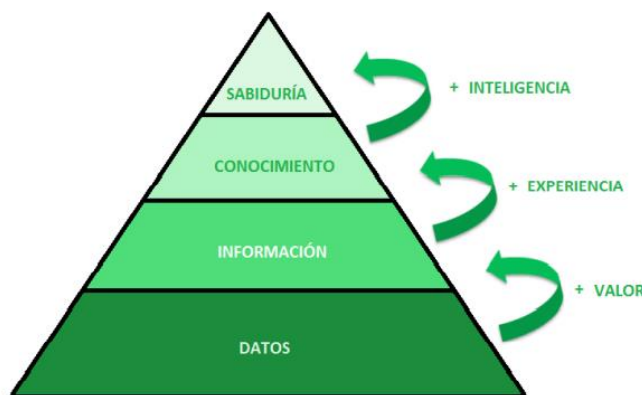 SABIDURÍA
+ INTELIGENCIA
CONOCIMIENTO
+ EXPERIENCIA
INFORMACIÓN
+ VALOR
DATOS